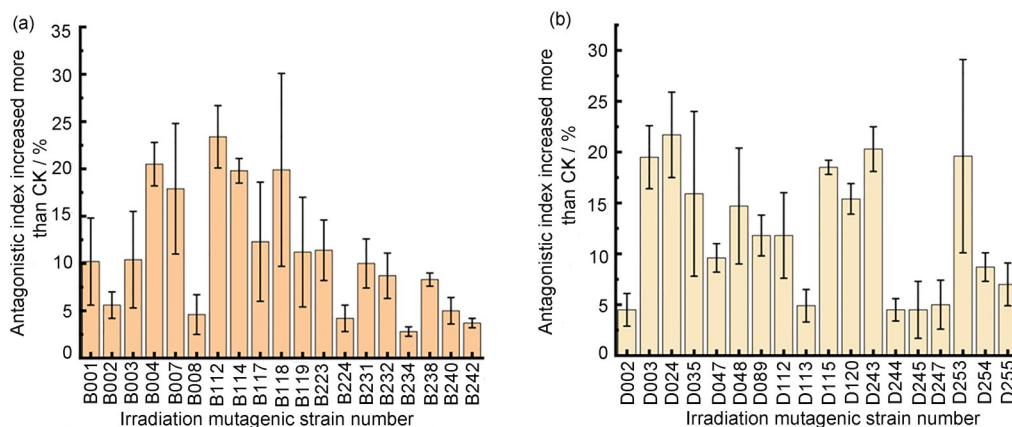 (a)
Antagonistic index increased more
than CK / %
35
30
25
20
15
10
5
0
B001
B002
B003
B004
B007
B008
B112
B114
B117
B118
B119
B223
B224
B231
B232
B234
B238
B240
B242
Irradiation mutagenic strain number
(b)
Antagonistic index increased more
than CK / %
30
25
20
15
10
5
0
D002
D003
D024
D035
D047
D048
D089
D112
D113
D115
D120
D243
D244
D245
D247
D253
D254
D255
Irradiation mutagenic strain number